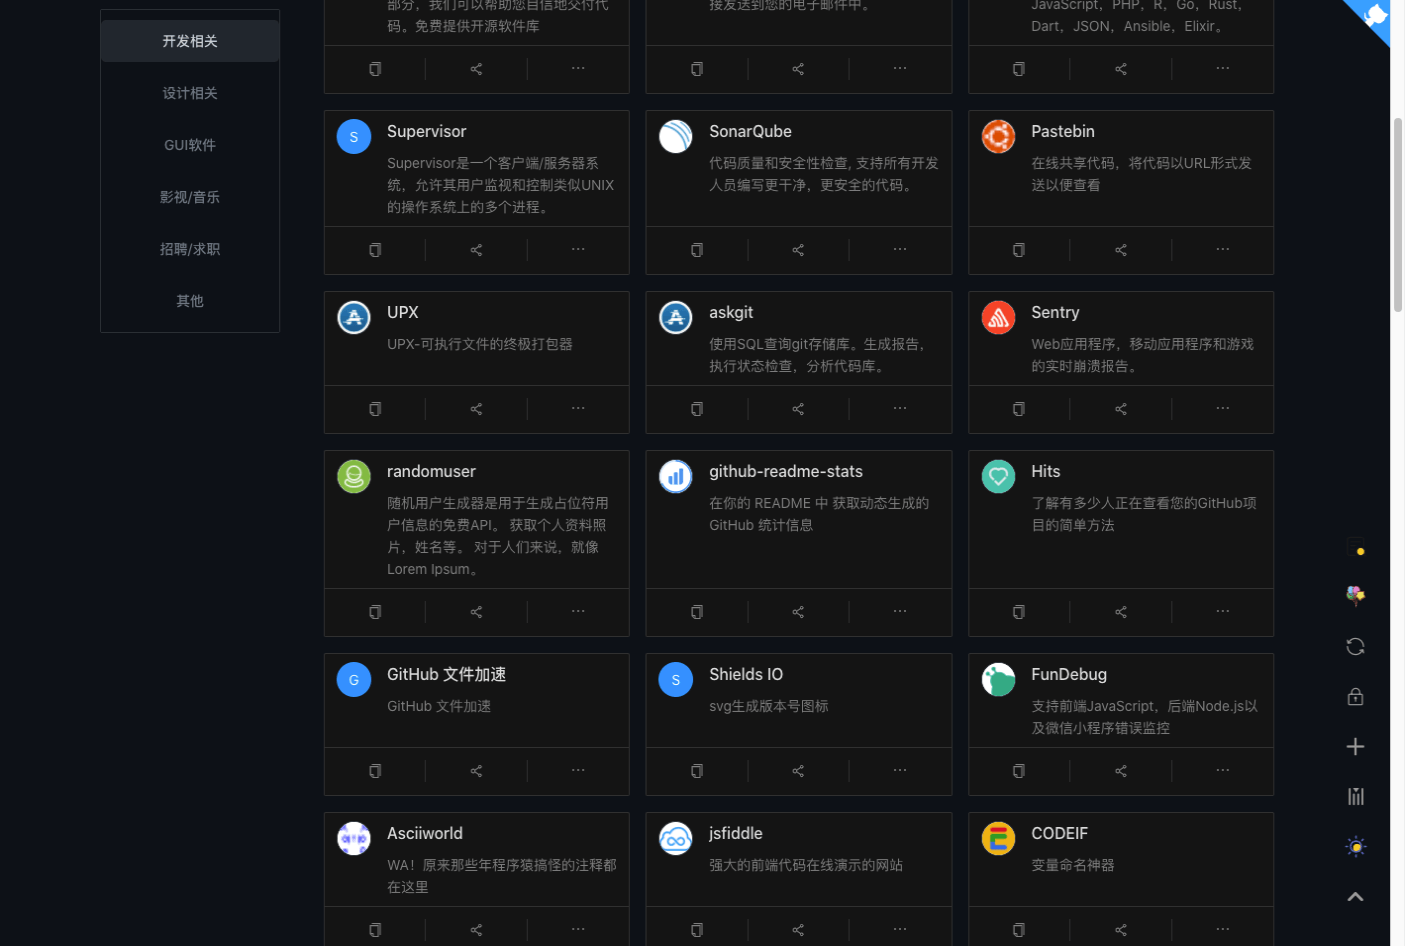 开发相关
设计相关
GUI软件
影视/音乐
招聘/求职
其他
部分，我们可以帮助您自信地交付代
码。免费提供开源软件库
接发送到您的电子邮件中。
JavaScript，PHP，R，Go，Rust，
Dart，JSON，Ansible，Elixir。
S
Supervisor
Supervisor是一个客户端/服务器系
统，允许其用户监视和控制类似UNIX
的操作系统上的多个进程。
SonarQube
代码质量和安全性检查, 支持所有开发
人员编写更干净，更安全的代码。
Pastebin
在线共享代码，将代码以URL形式发
送以便查看
UPX
UPX-可执行文件的终极打包器
askgit
使用SQL查询git存储库。生成报告，
执行状态检查，分析代码库。
Sentry
Web应用程序，移动应用程序和游戏
的实时崩溃报告。
randomuser
随机用户生成器是用于生成占位符用
户信息的免费API。 获取个人资料照
片，姓名等。 对于人们来说，就像
Lorem Ipsum。
github-readme-stats
在你的 README 中 获取动态生成的
GitHub 统计信息
Hits
了解有多少人正在查看您的GitHub项
目的简单方法
G
GitHub 文件加速
GitHub 文件加速
S
Shields IO
svg生成版本号图标
FunDebug
支持前端JavaScript，后端Node.js以
及微信小程序错误监控
Asciiworld
WA！原来那些年程序猿搞怪的注释都
在这里
jsfiddle
强大的前端代码在线演示的网站
CODEIF
变量命名神器